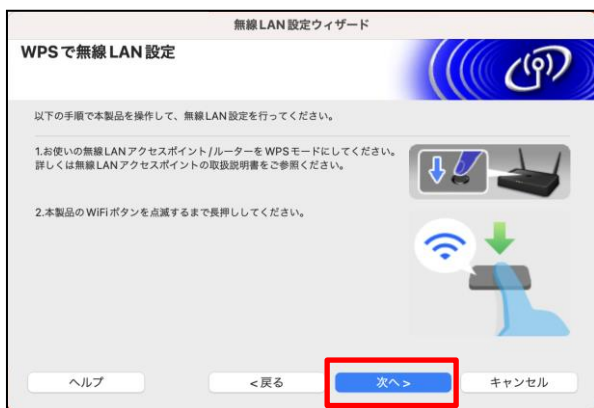 無線LAN設定ウィザード
WPSで無線LAN設定
以下の手順で本製品を操作して、無線LAN設定を行ってください。
1.お使いの無線LANアクセスポイント/ルーターをWPSモードにしてください。
詳しくは無線LANアクセスポイントの取扱説明書をご参照ください。
2.本製品のWiFiボタンを点滅するまで長押ししてください。
ヘルプ
<戻る
次へ>
キャンセル